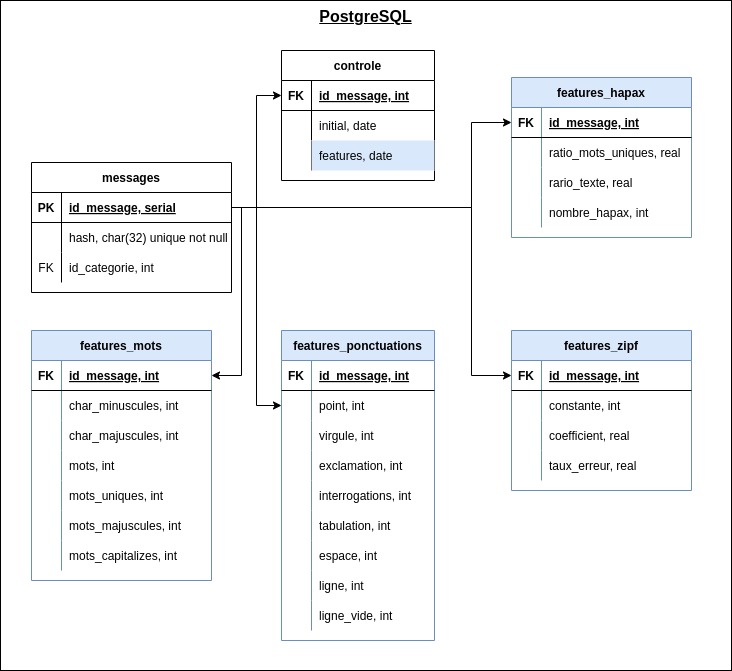 PostgreSQL
controle
FK id_message, int
initial, date
features, date
messages
PK id_message, serial
hash, char(32) unique not null
FK id_categorie, int
features_hapax
FK id_message, int
ratio_mots_uniques, real
rario_texte, real
nombre_hapax, int
features_mots
FK id_message, int
char_minuscules, int
char_majuscules, int
mots, int
mots_uniques, int
mots_majuscules, int
mots_capitalizes, int
features_ponctuations
FK id_message, int
point, int
virgule, int
exclamation, int
interrogations, int
tabulation, int
espace, int
ligne, int
ligne_vide, int
features_zipf
FK id_message, int
constante, int
coefficient, real
taux_erreur, real